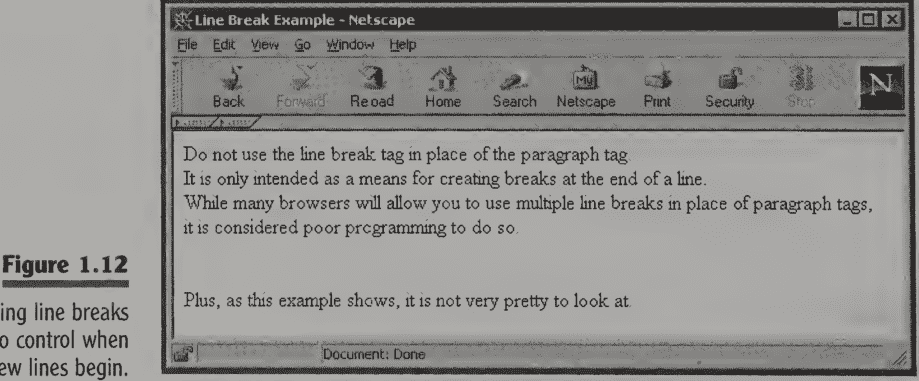 Line Break Example - Netscape
File Edit View Go Window Help
Back Forward Reload Home Search Netscape Print Security Stop
My
N
Do not use the line break tag in place of the paragraph tag.
It is only intended as a means for creating breaks at the end of a line.
While many browsers will allow you to use multiple line breaks in place of paragraph tags,
it is considered poor programming to do so.
Plus, as this example shows, it is not very pretty to look at.
Document: Done
Figure 1.12
ing line breaks
o control when
ew lines begin.